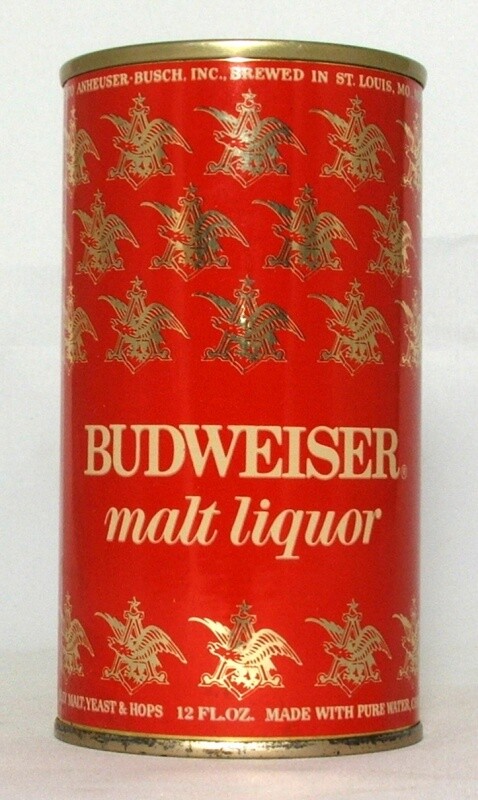 ANHEUSER-BUSCH, INC., BREWED IN ST. LOUIS, MO.
BUDWEISER®
malt liquor
MALT, YEAST & HOPS 12 FL.OZ. MADE WITH PURE WATER,